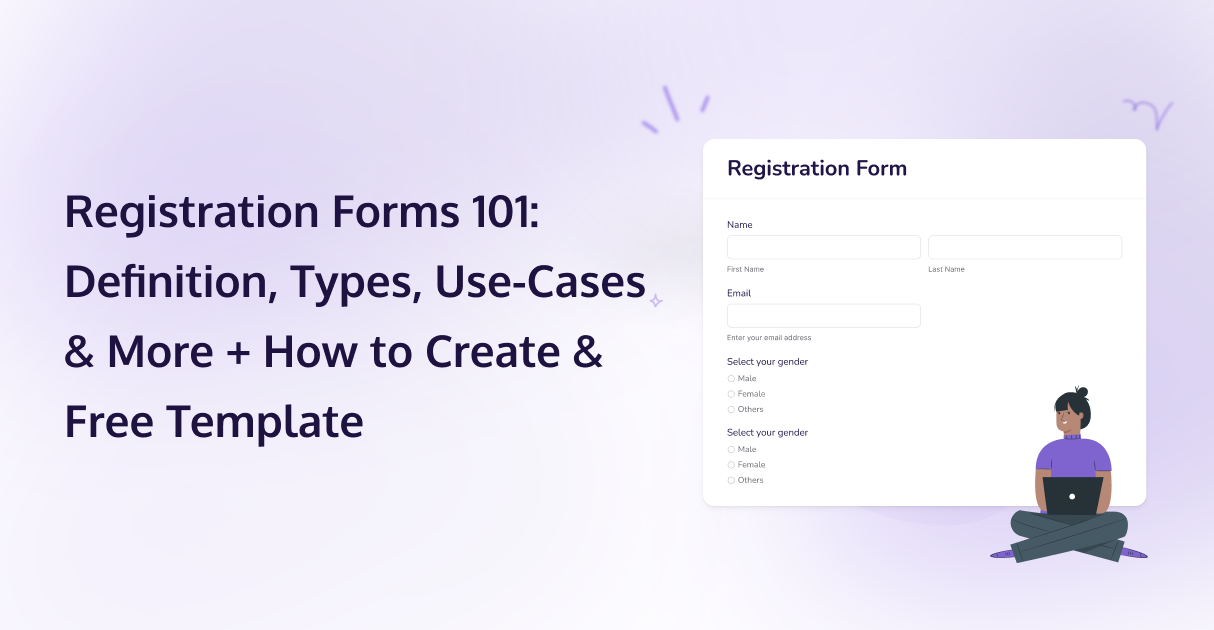 Registration Forms 101:
Definition, Types, Use-Cases
& More + How to Create &
Free Template
Registration Form
Name
First Name Last Name
Email
Enter your email address
Select your gender
Male
Female
Others
Select your gender
Male
Female
Others